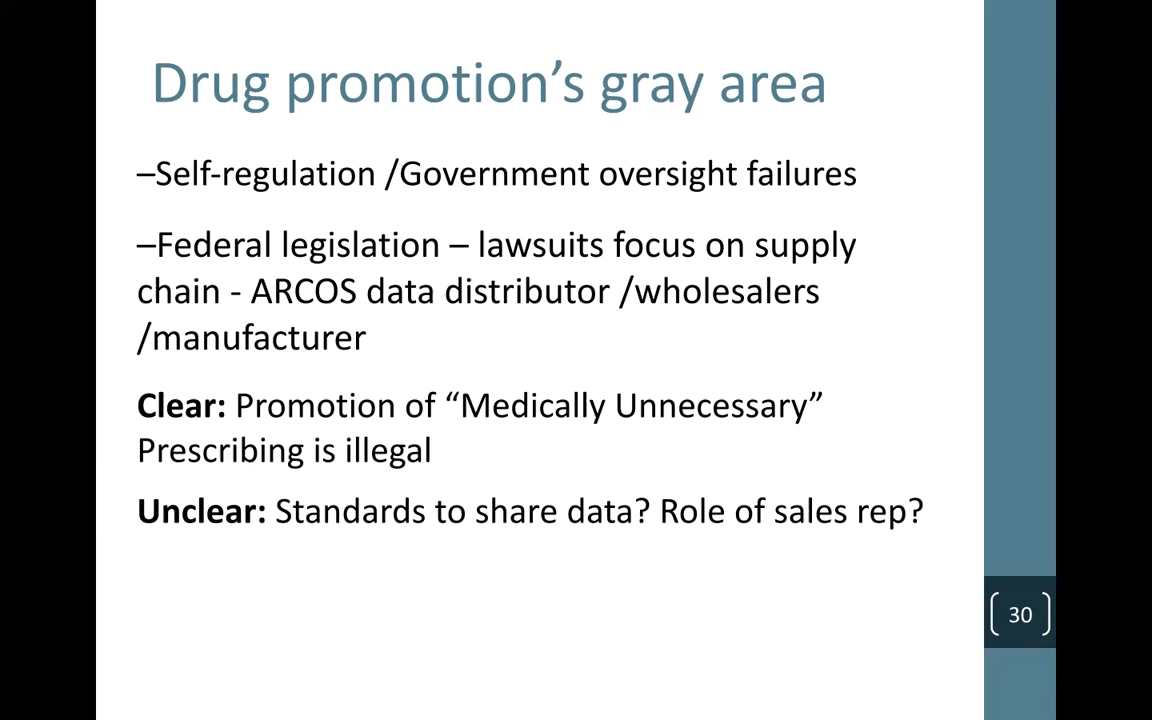 Drug promotion’s gray area
–Self-regulation /Government oversight failures
–Federal legislation – lawsuits focus on supply
chain - ARCOS data distributor /wholesalers
/manufacturer
Clear: Promotion of “Medically Unnecessary”
Prescribing is illegal
Unclear: Standards to share data? Role of sales rep?
30